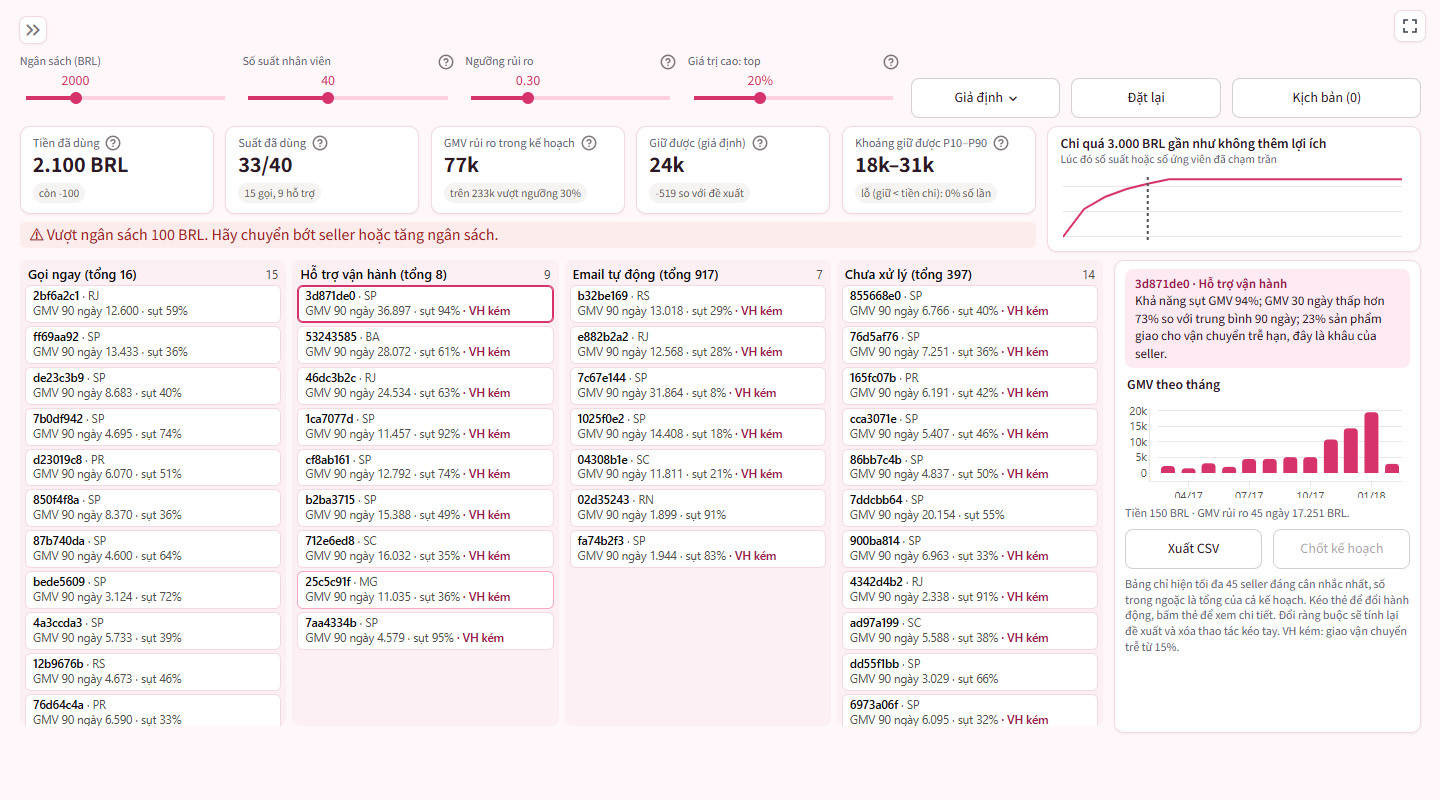 Ngân sách (BRL)
2000
Số suất nhân viên
40
Ngưỡng rủi ro
0.30
Giá trị cao: top
20%
Giả định
Đặt lại
Kịch bản (0)
Tiền đã dùng
2.100 BRL
còn -100
Suất đã dùng
33/40
15 gọi, 9 hỗ trợ
GMV rủi ro trong kế hoạch
77k
trên 233k vượt ngưỡng 30%
Giữ được (giả định)
24k
-519 so với đề xuất
Khoảng giữ được P10–P90
18k–31k
lỗ (giữ < tiền chi): 0% số lần
Chi quá 3.000 BRL gần như không thêm lợi ích
Lúc đó số suất hoặc số ứng viên đã chạm trần
⚠ Vượt ngân sách 100 BRL. Hãy chuyển bớt seller hoặc tăng ngân sách.
Gọi ngay (tổng 16) 15
2bf6a2c1 · RJ
GMV 90 ngày 12.600 · sụt 59%
ff69aa92 · SP
GMV 90 ngày 13.433 · sụt 36%
de23c3b9 · SP
GMV 90 ngày 8.683 · sụt 40%
7b0df942 · SP
GMV 90 ngày 4.695 · sụt 74%
d23019c8 · PR
GMV 90 ngày 6.070 · sụt 51%
850f4f8a · SP
GMV 90 ngày 8.370 · sụt 36%
87b740da · SP
GMV 90 ngày 4.600 · sụt 64%
bede5609 · SP
GMV 90 ngày 3.124 · sụt 72%
4a3ccda3 · SP
GMV 90 ngày 5.733 · sụt 39%
12b9676b · RS
GMV 90 ngày 4.673 · sụt 46%
76d64c4a · PR
GMV 90 ngày 6.590 · sụt 33%
Hỗ trợ vận hành (tổng 8) 9
3d871de0 · SP
GMV 90 ngày 36.897 · sụt 94% · VH kém
53243585 · BA
GMV 90 ngày 28.072 · sụt 61% · VH kém
46dc3b2c · RJ
GMV 90 ngày 24.534 · sụt 63% · VH kém
1ca7077d · SP
GMV 90 ngày 11.457 · sụt 92% · VH kém
cf8ab161 · SP
GMV 90 ngày 12.792 · sụt 74% · VH kém
b2ba3715 · SP
GMV 90 ngày 15.388 · sụt 49% · VH kém
712e6ed8 · SC
GMV 90 ngày 16.032 · sụt 35% · VH kém
25c5c91f · MG
GMV 90 ngày 11.035 · sụt 36% · VH kém
7aa4334b · SP
GMV 90 ngày 4.579 · sụt 95% · VH kém
Email tự động (tổng 917) 7
b32be169 · RS
GMV 90 ngày 13.018 · sụt 29% · VH kém
e882b2a2 · RJ
GMV 90 ngày 12.568 · sụt 28% · VH kém
7c67e144 · SP
GMV 90 ngày 31.864 · sụt 8% · VH kém
1025f0e2 · SP
GMV 90 ngày 14.408 · sụt 18% · VH kém
04308b1e · SC
GMV 90 ngày 11.811 · sụt 21% · VH kém
02d35243 · RN
GMV 90 ngày 1.899 · sụt 91%
fa74b2f3 · SP
GMV 90 ngày 1.944 · sụt 83% · VH kém
Chưa xử lý (tổng 397) 14
855668e0 · SP
GMV 90 ngày 6.766 · sụt 40% · VH kém
76d5af76 · SP
GMV 90 ngày 7.251 · sụt 36% · VH kém
165fc07b · PR
GMV 90 ngày 6.191 · sụt 42% · VH kém
cca3071e · SP
GMV 90 ngày 5.407 · sụt 46% · VH kém
86bb7c4b · SP
GMV 90 ngày 4.837 · sụt 50% · VH kém
7ddcbb64 · SP
GMV 90 ngày 20.154 · sụt 55%
900ba814 · SP
GMV 90 ngày 6.963 · sụt 33% · VH kém
4342d4b2 · RJ
GMV 90 ngày 2.338 · sụt 91% · VH kém
ad97a199 · SC
GMV 90 ngày 5.588 · sụt 38% · VH kém
dd55f1bb · SP
GMV 90 ngày 3.029 · sụt 66%
6973a06f · SP
GMV 90 ngày 6.095 · sụt 32% · VH kém
3d871de0 · Hỗ trợ vận hành
Khả năng sụt GMV 94%; GMV 30 ngày thấp hơn
73% so với trung bình 90 ngày; 23% sản phẩm
giao cho vận chuyển trễ hạn, đây là khâu của
seller.
GMV theo tháng
20k
15k
10k
5k
0
04/17 07/17 10/17 01/18
Tiền 150 BRL · GMV rủi ro 45 ngày 17.251 BRL.
Xuất CSV
Chốt kế hoạch
Bảng chỉ hiện tối đa 45 seller đáng cân nhắc nhất, số
trong ngoặc là tổng của cả kế hoạch. Kéo thẻ để đổi hành
động, bấm thẻ để xem chi tiết. Đổi ràng buộc sẽ tính lại
đề xuất và xóa thao tác kéo tay. VH kém: giao vận chuyển
trễ từ 15%.